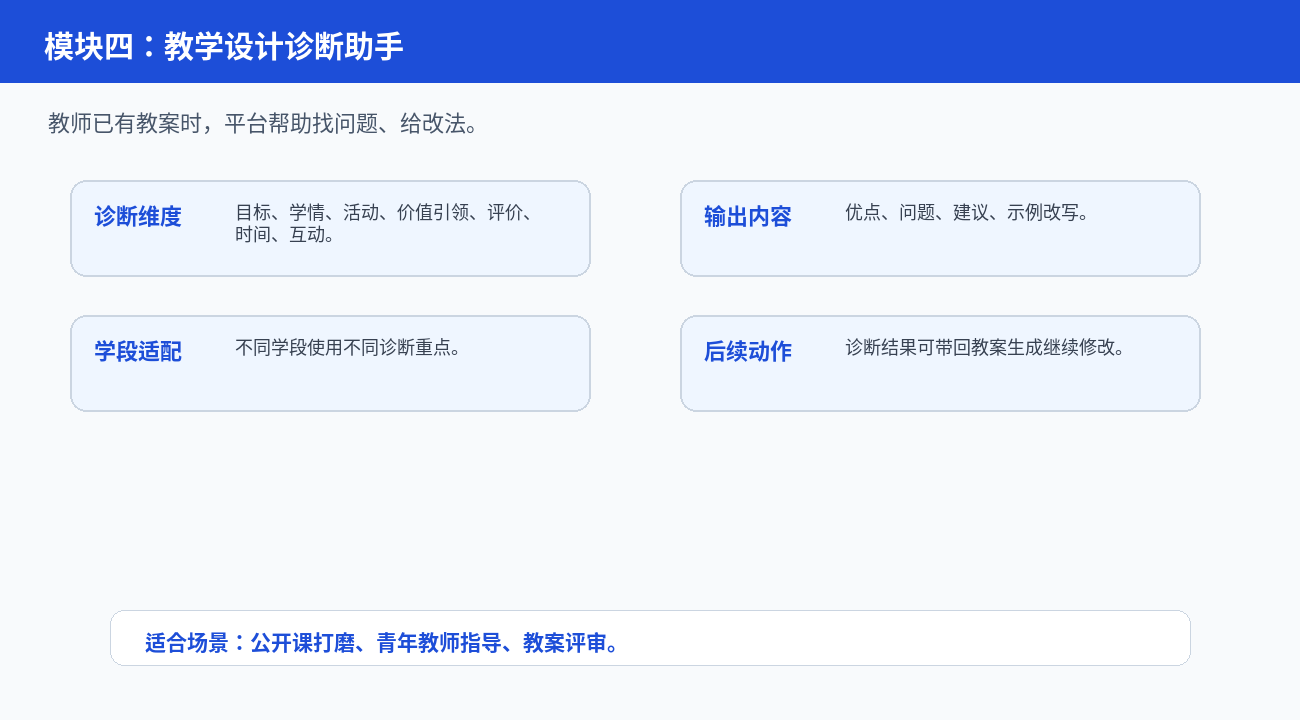 模块四：教学设计诊断助手
教师已有教案时，平台帮助找问题、给改法。
诊断维度
目标、学情、活动、价值引领、评价、
时间、互动。
输出内容
优点、问题、建议、示例改写。
学段适配
不同学段使用不同诊断重点。
后续动作
诊断结果可带回教案生成继续修改。
适合场景：公开课打磨、青年教师指导、教案评审。